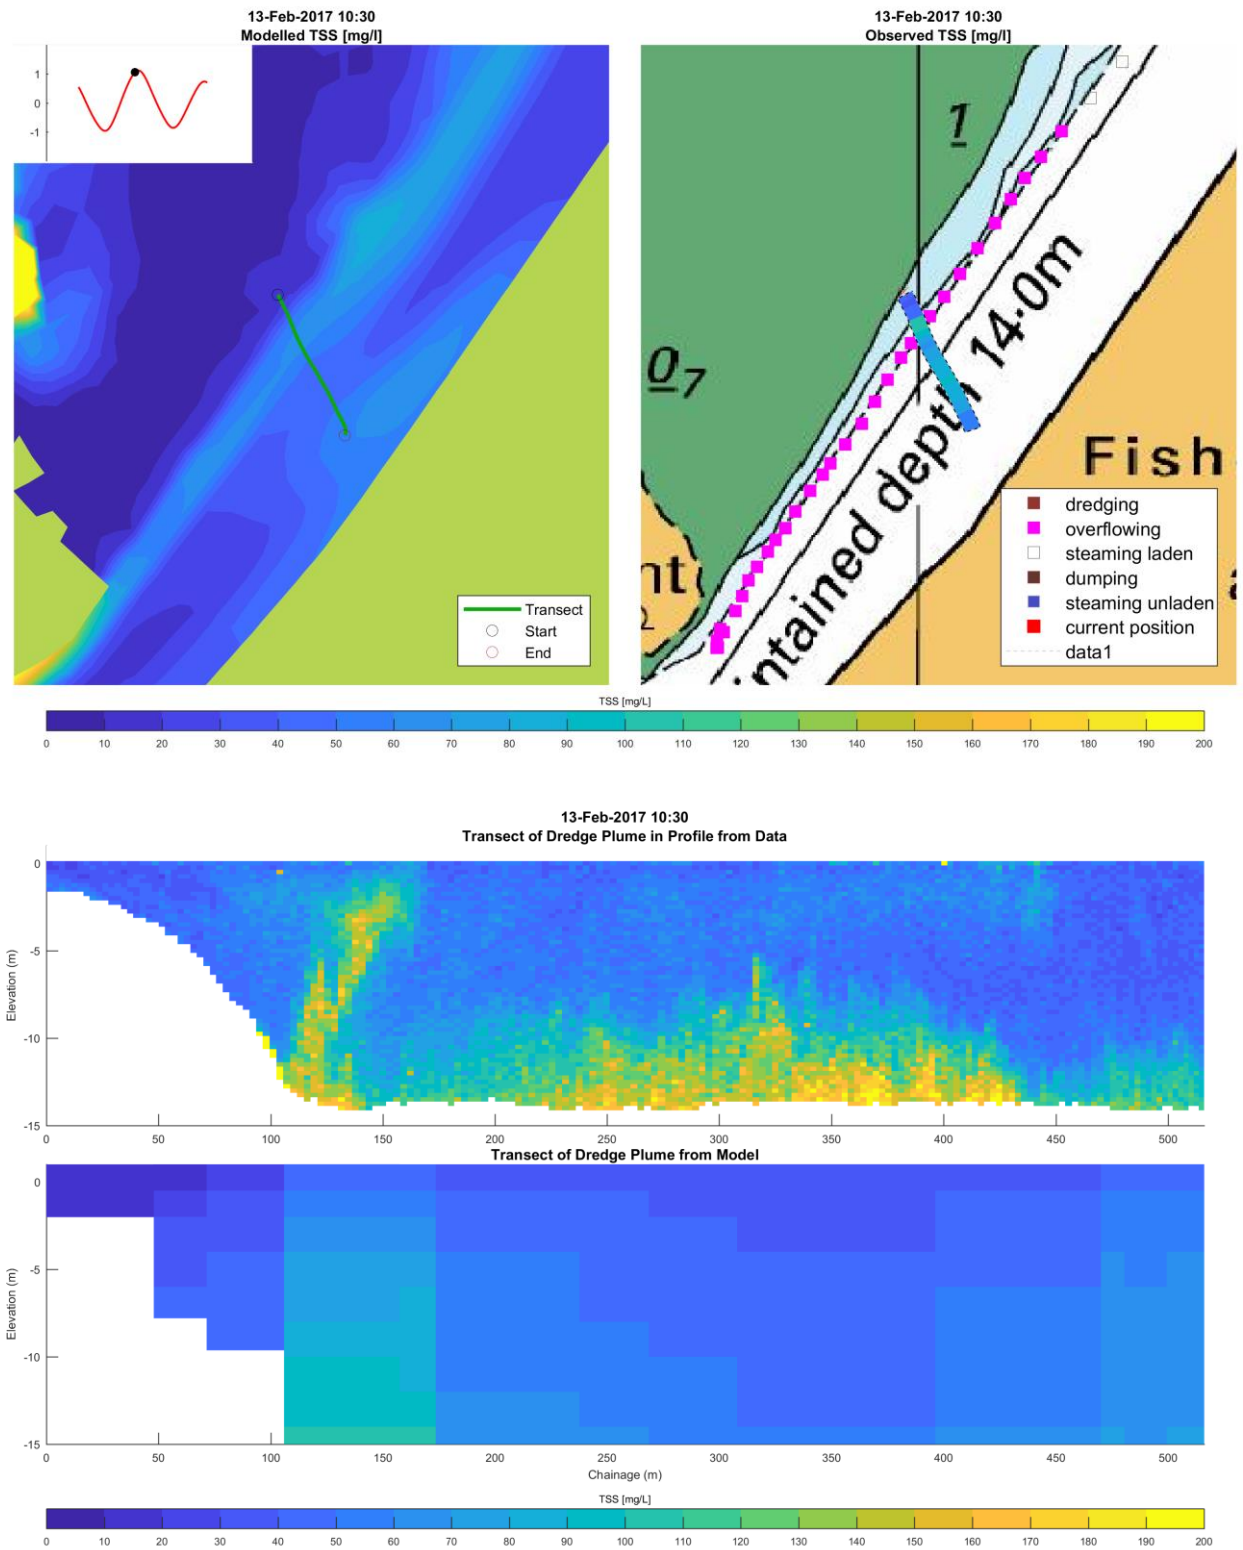 13-Feb-2017 10:30
Modelled TSS [mg/l]
1
0
-1
Transect
Start
End
13-Feb-2017 10:30
Observed TSS [mg/l]
1
07
14·0m
intained depth
Fish
nt
dredging
overflowing
steaming laden
dumping
steaming unladen
current position
data1
TSS [mg/L]
0 10 20 30 40 50 60 70 80 90 100 110 120 130 140 150 160 170 180 190 200
13-Feb-2017 10:30
Transect of Dredge Plume in Profile from Data
Elevation (m)
0
-5
-10
-15
0 50 100 150 200 250 300 350 400 450 500
Transect of Dredge Plume from Model
Elevation (m)
0
-5
-10
-15
0 50 100 150 200 250 300 350 400 450 500
Chainage (m)
TSS [mg/L]
0 10 20 30 40 50 60 70 80 90 100 110 120 130 140 150 160 170 180 190 200